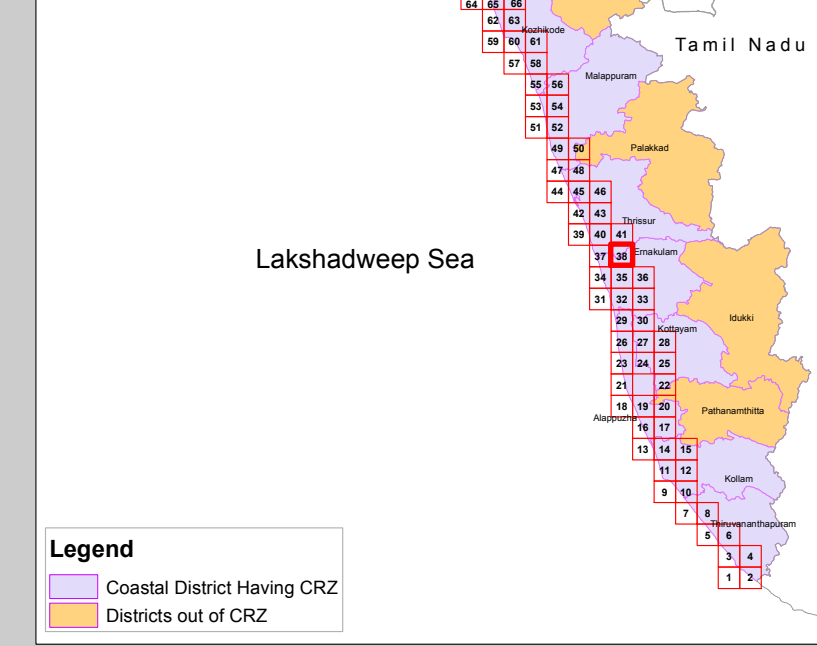 64 65 66
62 63
Kozhikode
59 60 61
Tamil Nadu
57 58
Malappuram
55 56
53 54
51 52
49 50
Palakkad
47 48
44 45 46
42 43
Thrissur
39 40 41
37 38
Ernakulam
34 35 36
31 32 33
Lakshadweep Sea
29 30
Idukki
Kottayam
26 27 28
23 24 25
21 22
18 19 20
Pathanamthitta
Alappuzha
16 17
13 14 15
11 12
Kollam
9 10
7 8
Thiruvananthapuram
5 6
3 4
1 2
Legend
Coastal District Having CRZ
Districts out of CRZ